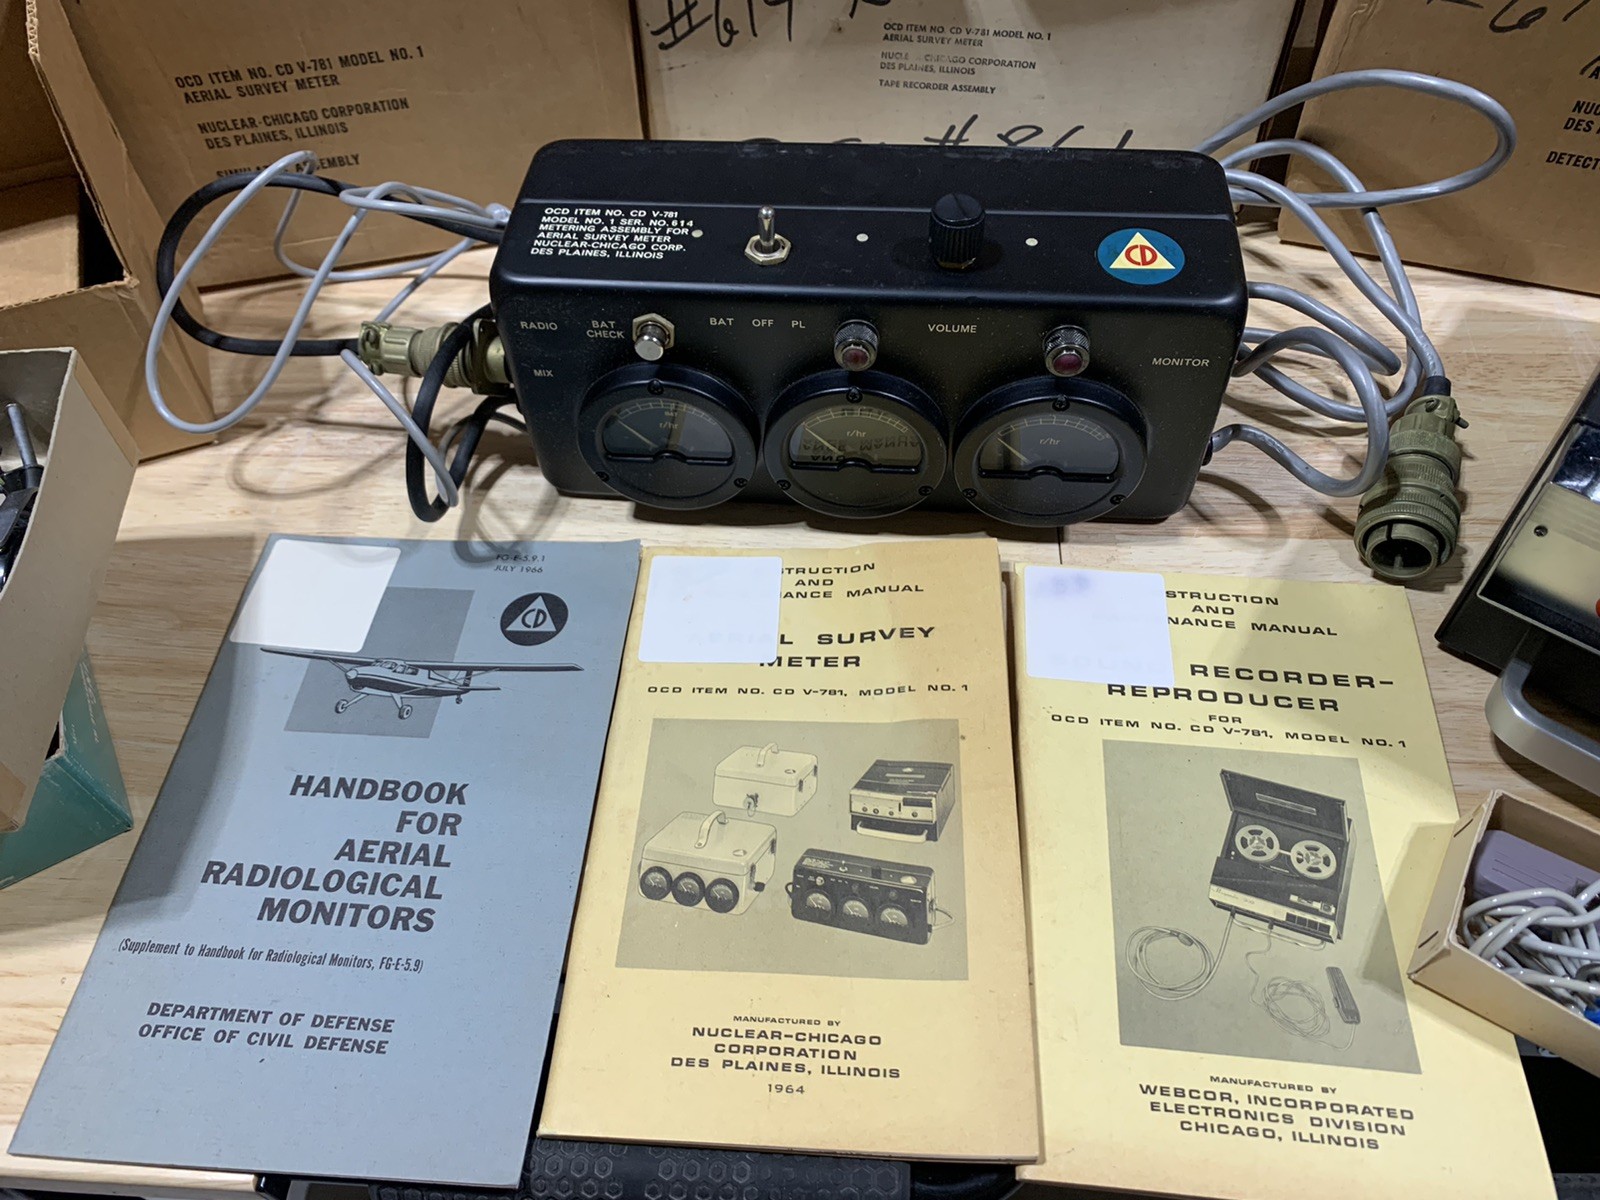 OCD ITEM NO. CD V-781 MODEL NO. 1
AERIAL SURVEY METER
NUCLEAR-CHICAGO CORPORATION
DES PLAINES, ILLINOIS
#614
OCD ITEM NO. CD V-781 MODEL NO. 1
AERIAL SURVEY METER
CORPORATION
DES PLAINES, ILLINOIS
TAPE RECORDER ASSEMBLY
OCD ITEM NO. CD V-781
MODEL NO. 1 SER. NO. 614
METERING ASSEMBLY FOR
AERIAL SURVEY METER
NUCLEAR-CHICAGO CORP.
DES PLAINES, ILLINOIS
CD
RADIO
BAT
CHECK
BAT OFF PL
VOLUME
MONITOR
MIX
r/hr
r/hr
FG-E-5.9.1
JULY 1966
CD
HANDBOOK
FOR
AERIAL
RADIOLOGICAL
MONITORS
(Supplement to Handbook for Radiological Monitors, FG-E-5.9)
DEPARTMENT OF DEFENSE
OFFICE OF CIVIL DEFENSE
STRUCTION
AND
NANCE MANUAL
L SURVEY
METER
OCD ITEM NO. CD V-781, MODEL NO. 1
MANUFACTURED BY
NUCLEAR-CHICAGO
CORPORATION
DES PLAINES, ILLINOIS
1964
STRUCTION
AND
NANCE MANUAL
RECORDER-
REPRODUCER
FOR
OCD ITEM NO. CD V-781, MODEL NO. 1
MANUFACTURED BY
WEBCOR, INCORPORATED
ELECTRONICS DIVISION
CHICAGO, ILLINOIS